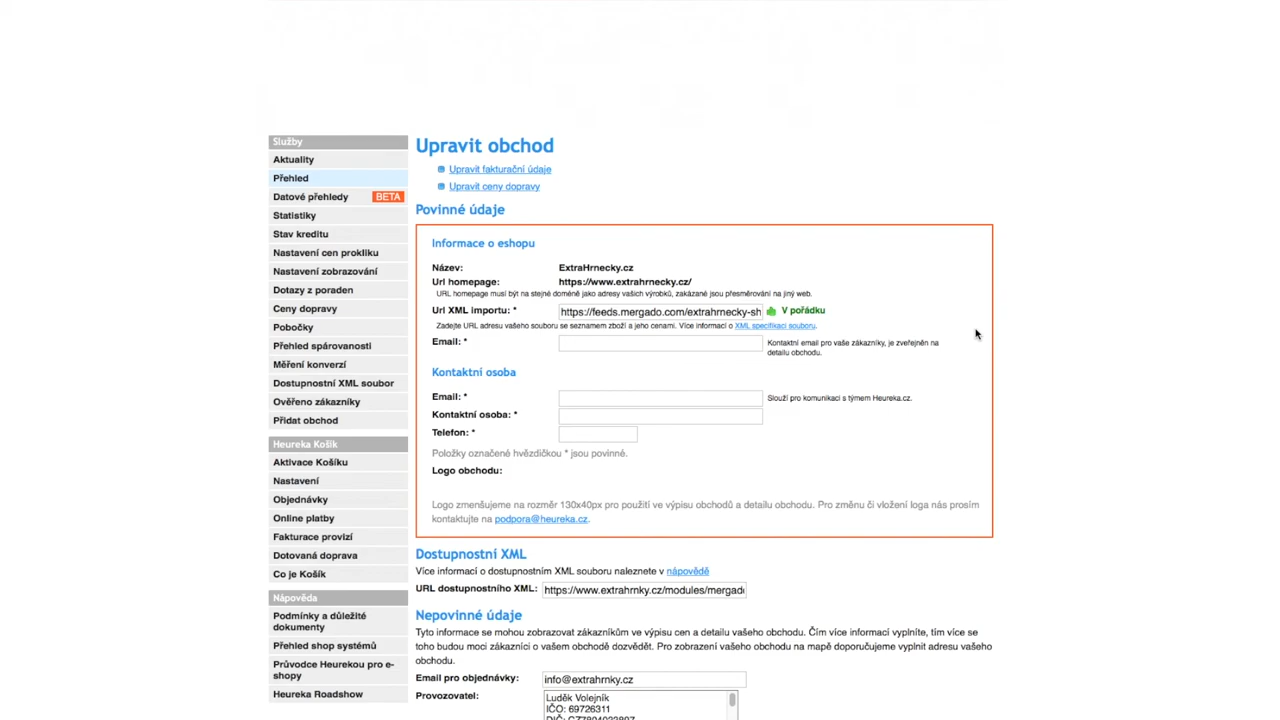 Služby
Aktuality
Přehled
Datové přehledy BETA
Statistiky
Stav kreditu
Nastavení cen prokliku
Nastavení zobrazování
Dotazy z poraden
Ceny dopravy
Pobočky
Přehled spárovanosti
Měření konverzí
Dostupnostní XML soubor
Ověřeno zákazníky
Přidat obchod
Heureka Košík
Aktivace Košíku
Nastavení
Objednávky
Online platby
Fakturace provizí
Dotovaná doprava
Co je Košík
Nápověda
Podmínky a důležité
dokumenty
Přehled shop systémů
Průvodce Heurekou pro e-
shopy
Heureka Roadshow
Upravit obchod
Upravit fakturační údaje
Upravit ceny dopravy
Povinné údaje
Informace o eshopu
Název: ExtraHrnecky.cz
Url homepage: https://www.extrahrnecky.cz/
URL homepage musí být na stejné doméně jako adresy vašich výrobků, zakázané jsou přesměrování na jiný web.
Url XML importu: * https://feeds.mergado.com/extrahrnecky-sh V pořádku
Zadejte URL adresu vašeho souboru se seznamem zboží a jeho cenami. Více informací o XML specifikaci souboru.
Email: * Kontaktní email pro vaše zákazníky, je zveřejněn na
detailu obchodu.
Kontaktní osoba
Email: * Slouží pro komunikaci s týmem Heureka.cz.
Kontaktní osoba: *
Telefon: *
Položky označené hvězdičkou * jsou povinné.
Logo obchodu:
Logo zmenšujeme na rozměr 130x40px pro použití ve výpisu obchodů a detailu obchodu. Pro změnu či vložení loga nás prosím
kontaktujte na podpora@heureka.cz.
Dostupnostní XML
Více informací o dostupnostním XML souboru naleznete v nápovědě
URL dostupnostního XML: https://www.extrahrnky.cz/modules/mergado
Nepovinné údaje
Tyto informace se mohou zobrazovat zákazníkům ve výpisu cen a detailu vašeho obchodu. Čím více informací vyplníte, tím více se
toho budou moci zákazníci o vašem obchodě dozvědět. Pro zobrazení vašeho obchodu na mapě doporučujeme vyplnit adresu vašeho
obchodu.
Email pro objednávky: info@extrahrnky.cz
Provozovatel: Luděk Volejník
IČO: 69726311